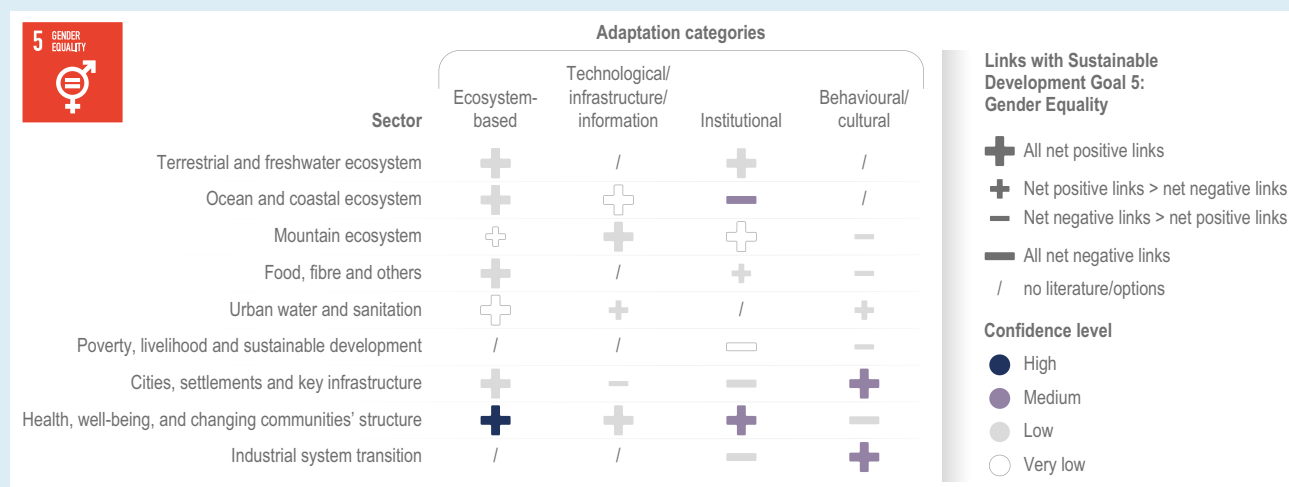 5 GENDER
EQUALITY
Adaptation categories
Sector
Ecosystem-
based
Technological/
infrastructure/
information
Institutional
Behavioural/
cultural
Terrestrial and freshwater ecosystem / /
Ocean and coastal ecosystem /
Mountain ecosystem
Food, fibre and others /
Urban water and sanitation /
Poverty, livelihood and sustainable development / /
Cities, settlements and key infrastructure
Health, well-being, and changing communities’ structure
Industrial system transition / /
Links with Sustainable
Development Goal 5:
Gender Equality
All net positive links
Net positive links > net negative links
Net negative links > net positive links
All net negative links
/ no literature/options
Confidence level
High
Medium
Low
Very low